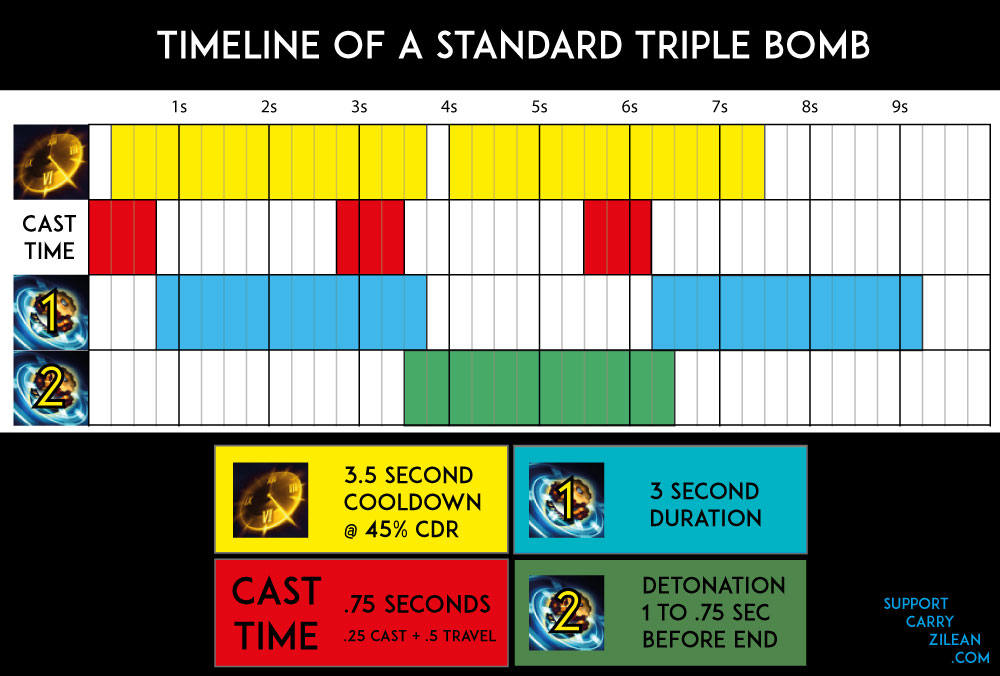 TIMELINE OF A STANDARD TRIPLE BOMB
1s 2s 3s 4s 5s 6s 7s 8s 9s
VI
CAST
TIME
1
2
3.5 SECOND
COOLDOWN
@ 45% CDR
VI
1
3 SECOND
DURATION
CAST
TIME
.75 SECONDS
.25 CAST + .5 TRAVEL
2
DETONATION
1 TO .75 SEC
BEFORE END
SUPPORT
CARRY
ZILEAN
.COM